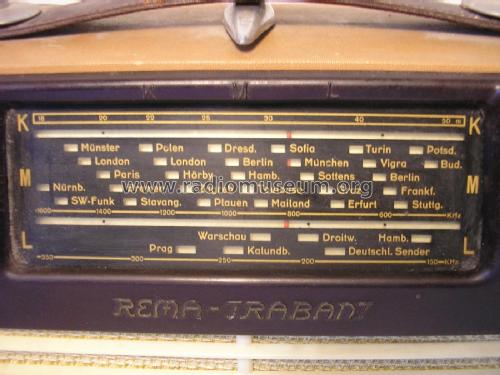 K W L
K 18 20 22 26 30 40 50 m K
Münster Polen Dresd. Sofia Turin Potsd.
London London Berlin München Vigra Bud.
M Paris Hörby Hamb. Sottens Berlin M
Nürnb. Frankf.
SW-Funk Stavang. Plauen Mailand Erfurt Stuttg.
1600 1400 1200 1000 800 600 KHz
Warschau Droitw. Hamb.
L Prag Kalundb. Deutschl. Sender L
350 300 250 200 150 KHz
www.radiomuseum.org
REMA-TRABANT